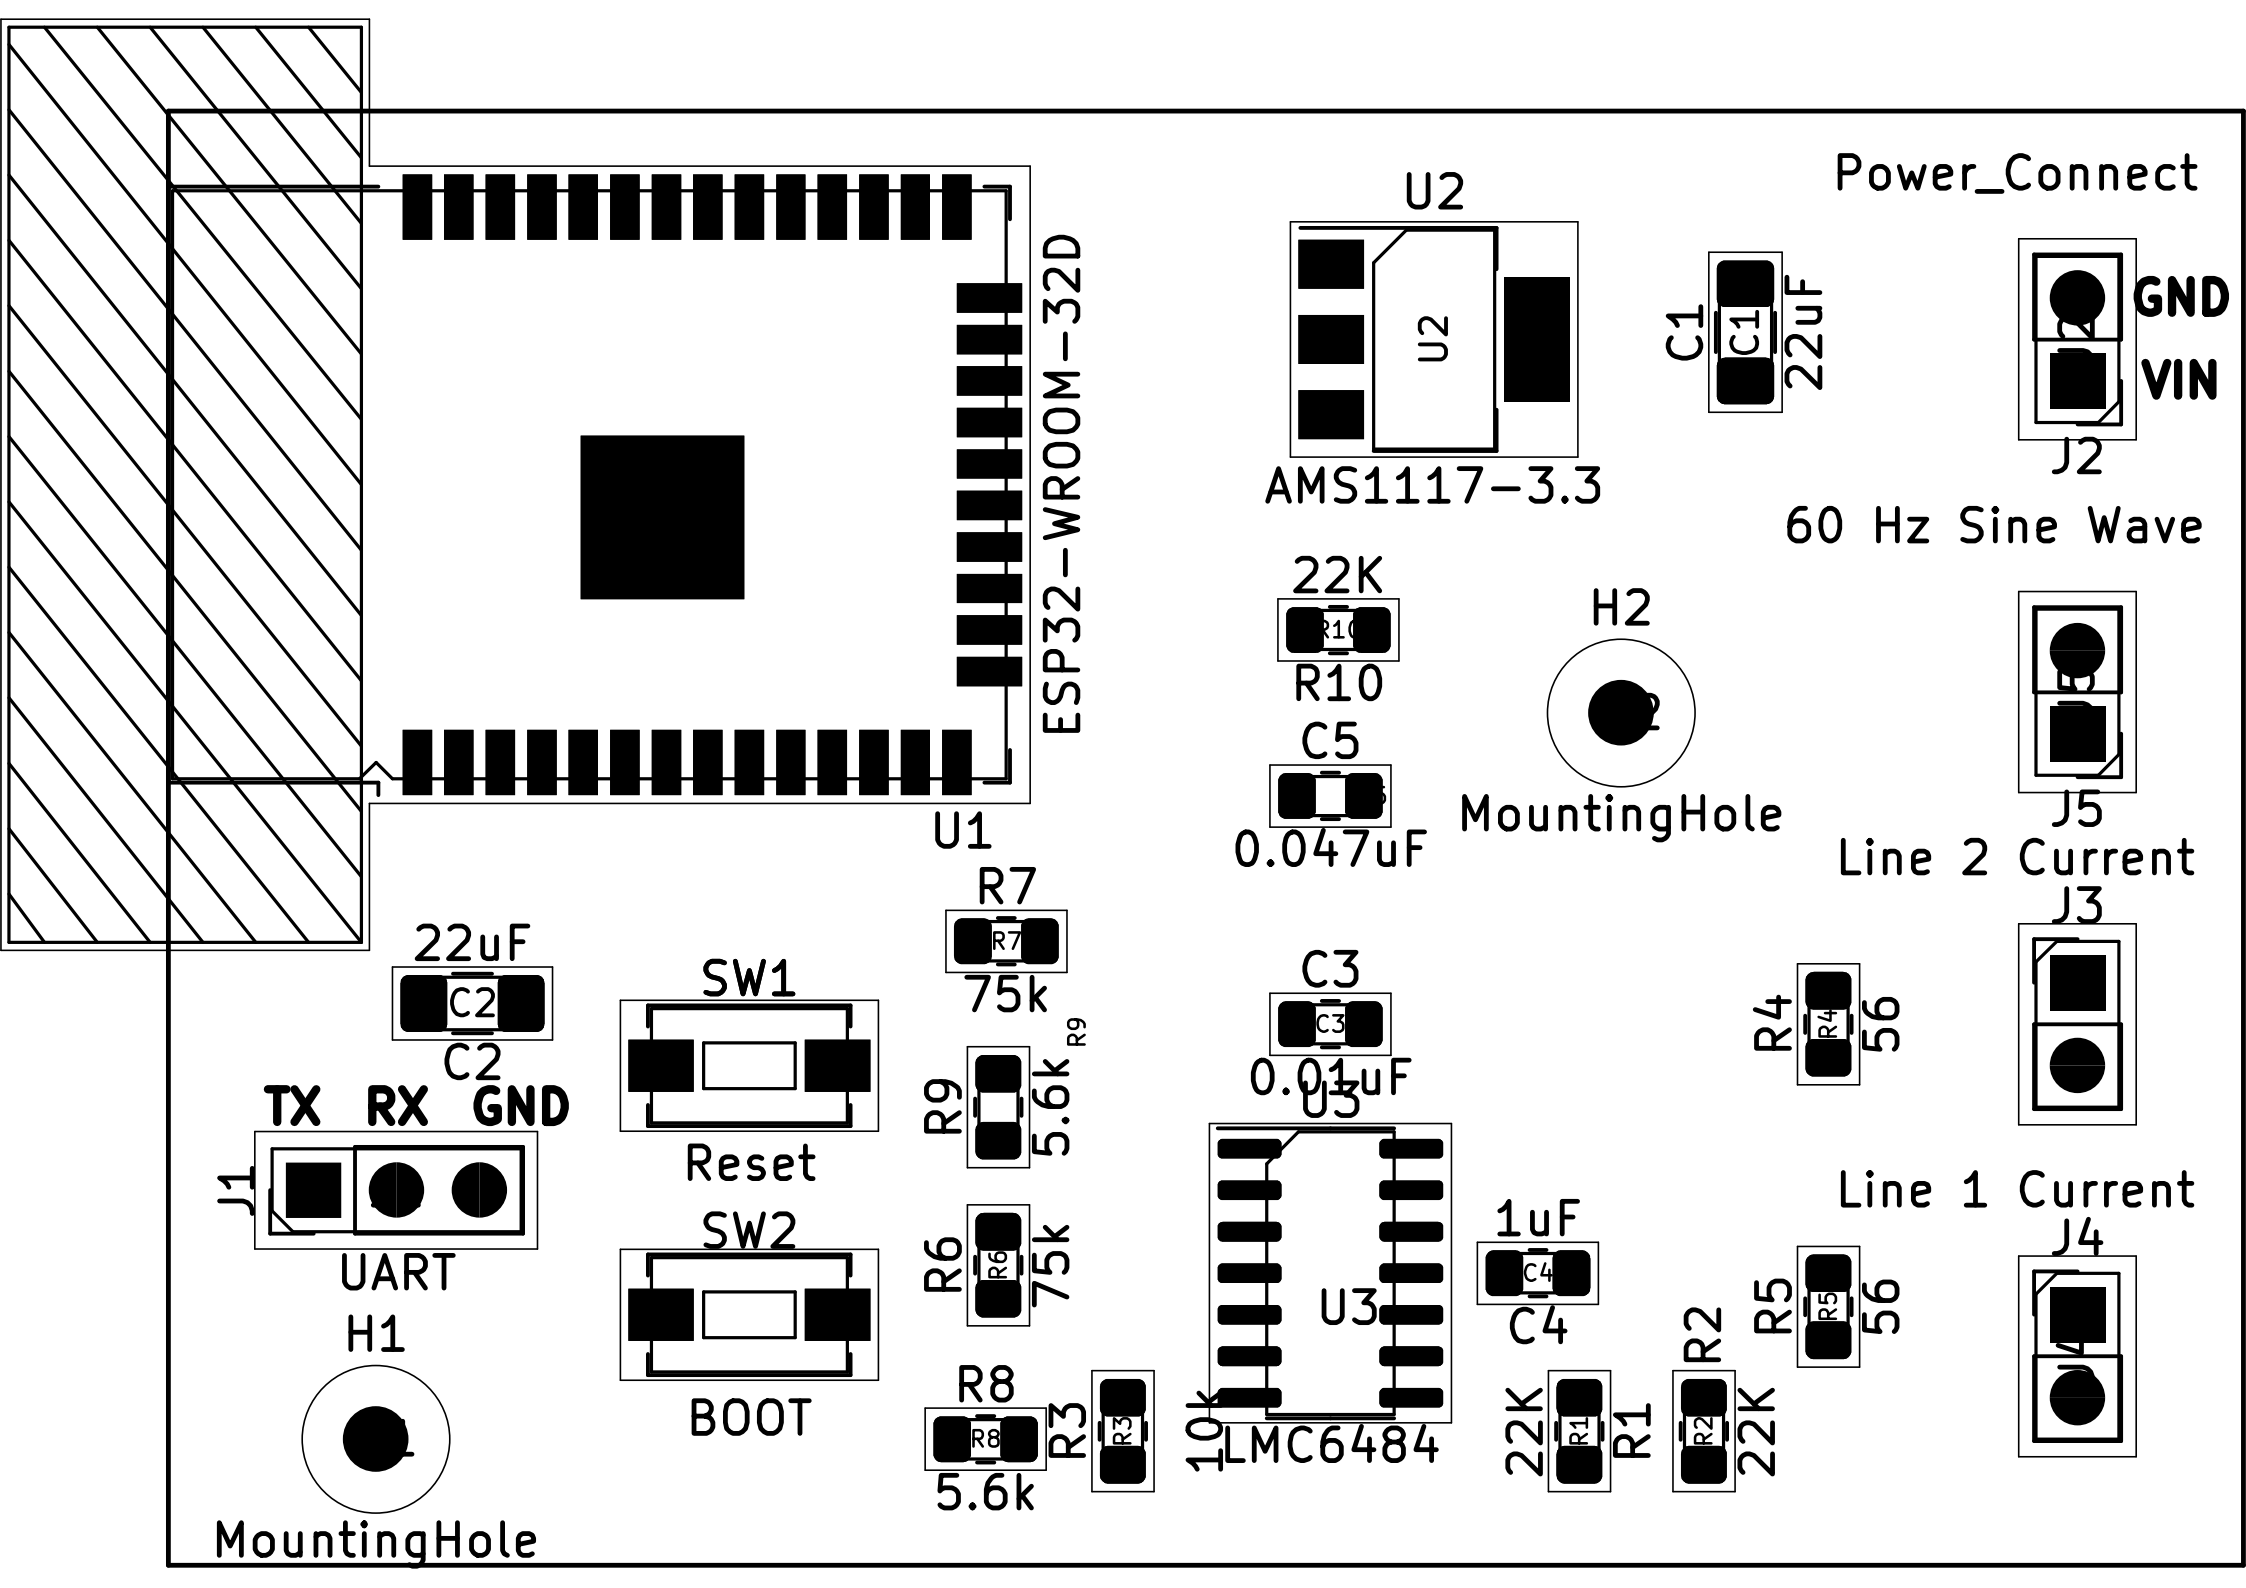 Power_Connect
U2
U2
AMS1117-3.3
C1
C1
22uF
GND
VIN
J2
ESP32-WROOM-32D
U1
60 Hz Sine Wave
J5
22K
R10
R10
C5
0.047uF
H2
MountingHole
Line 2 Current
J3
R7
R7
75k
22uF
C2
C2
SW1
Reset
R9
R9
5.6k
C3
C3
0.01uF
U3
U3
LMC6484
R4
R4
56
TX RX GND
J1
UART
SW2
BOOT
R6
R6
75k
1uF
C4
C4
Line 1 Current
J4
R5
R5
56
H1
MountingHole
R8
R8
5.6k
R3
R3
10k
22K
R1
R1
R2
R2
22K